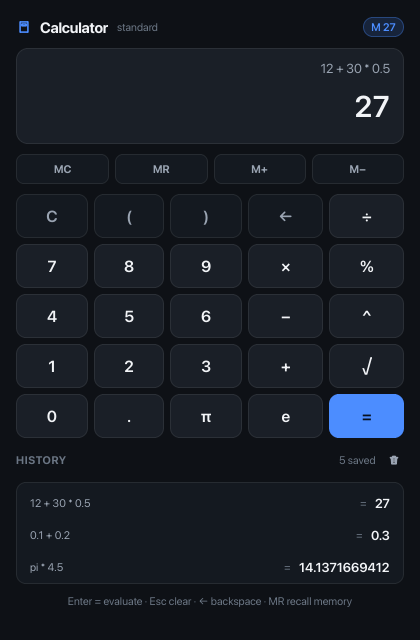 Calculator standard M 27
12 + 30 * 0.5
27
MC MR M+ M−
C ( ) ← ÷
7 8 9 × %
4 5 6 − ^
1 2 3 + √
0 . π e =
HISTORY 5 saved
12 + 30 * 0.5 = 27
0.1 + 0.2 = 0.3
pi * 4.5 = 14.1371669412
Enter = evaluate · Esc clear · ← backspace · MR recall memory